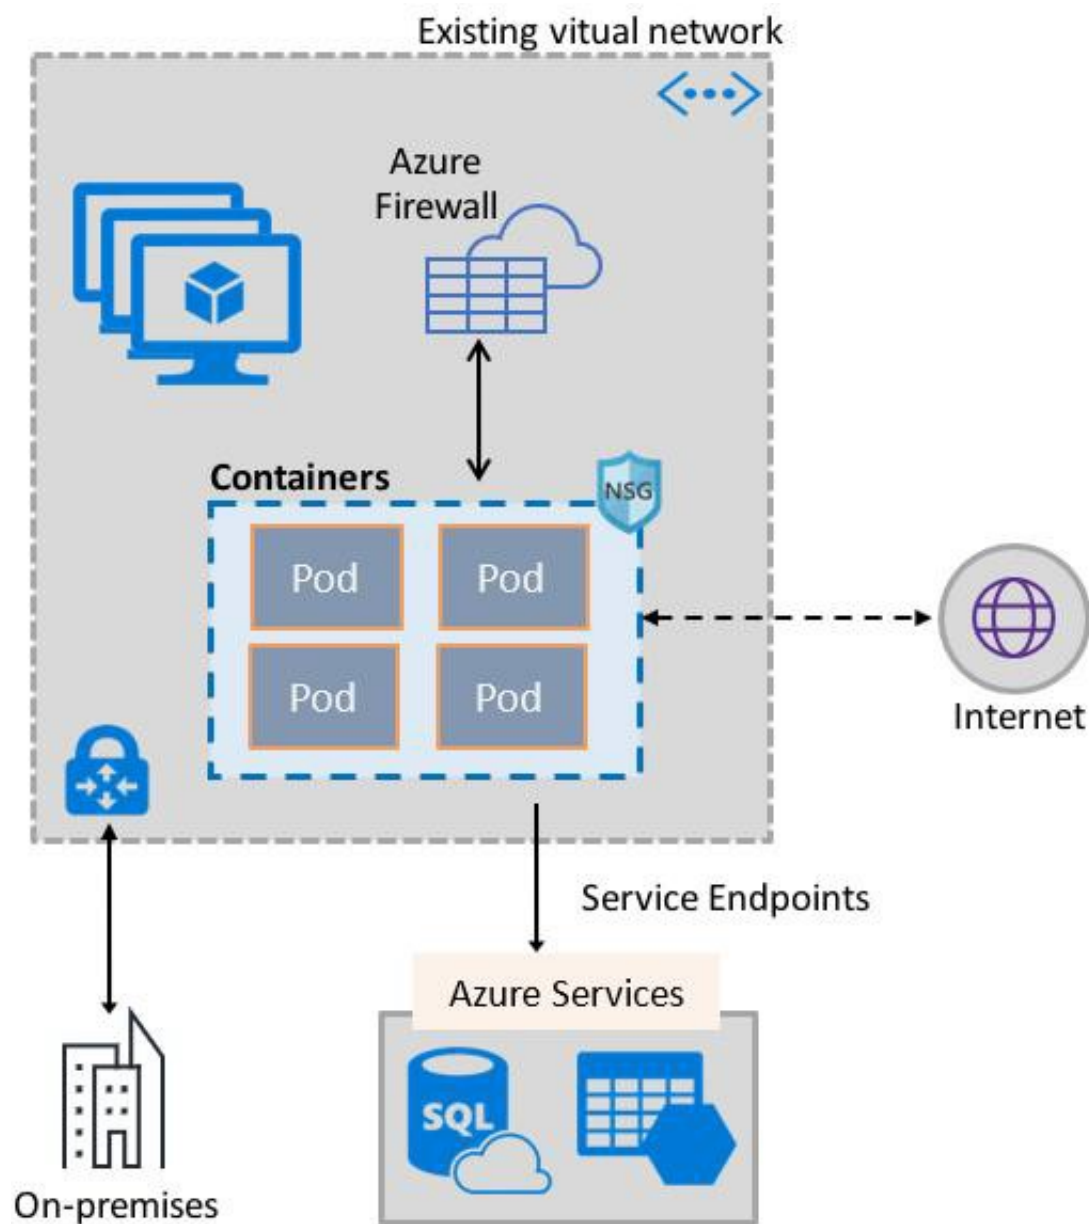 Existing vitual network
Azure
Firewall
Containers
NSG
Pod Pod
Pod Pod
Internet
Service Endpoints
Azure Services
SQL
On-premises